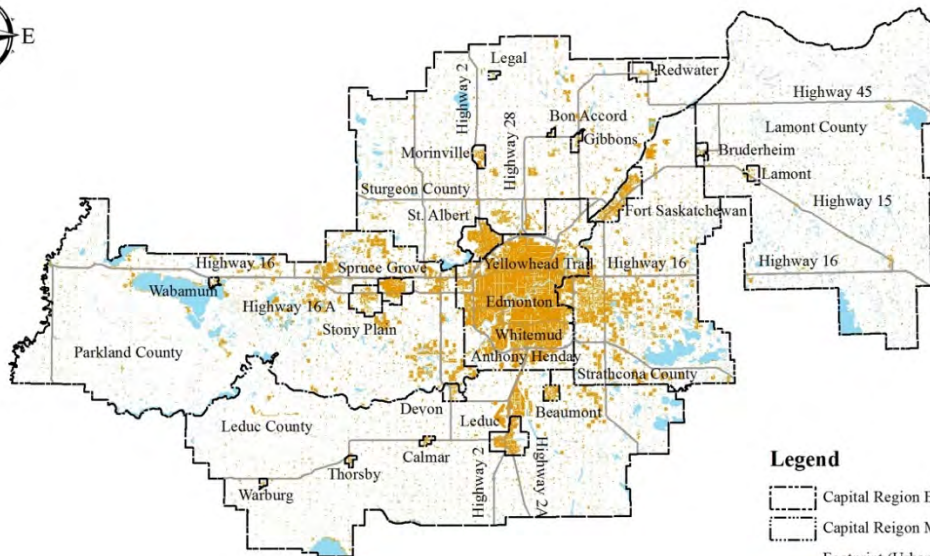 E
Legal
Redwater
Highway 2
Highway 28
Highway 45
Bon Accord
Gibbons
Lamont County
Morinville
Bruderheim
Lamont
Sturgeon County
Fort Saskatchewan
Highway 15
St. Albert
Highway 16
Spruce Grove
Yellowhead Trail
Highway 16
Highway 16
Wabamum
Highway 16 A
Edmonton
Stony Plain
Whitemud
Parkland County
Anthony Henday
Strathcona County
Devon
Beaumont
Leduc County
Leduc
Calmar
Highway 2
Highway 2A
Thorsby
Warburg
Legend
Capital Region
Capital Reigon